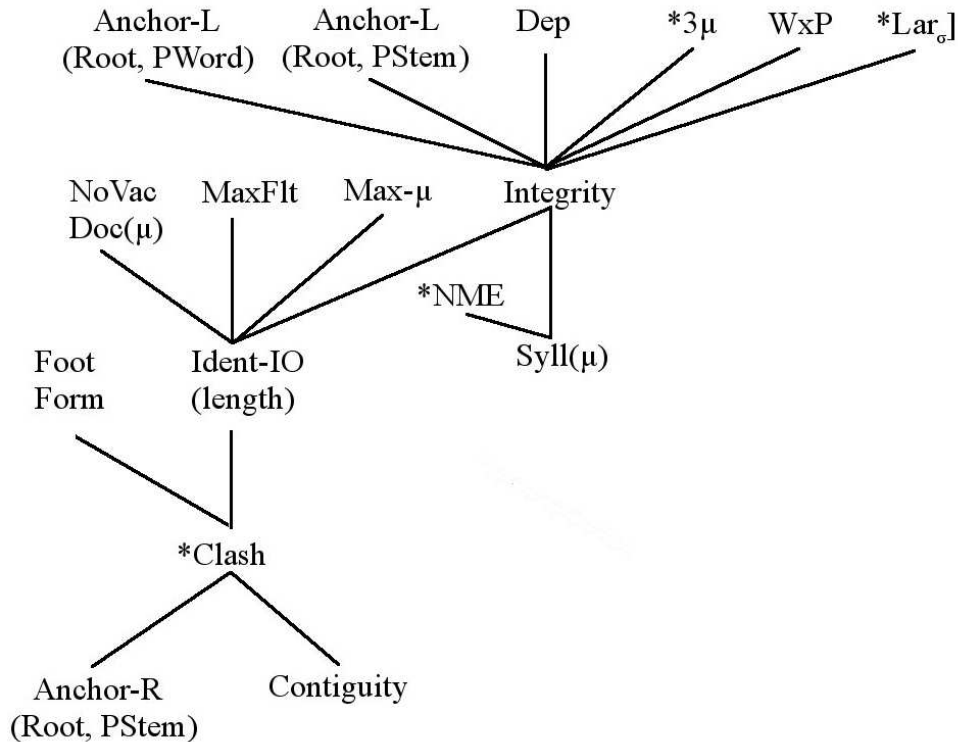 Anchor-L
(Root, PWord)
Anchor-L
(Root, PStem)
Dep
*3µ
WxP
*Larσ]
NoVac
Doc(µ)
MaxFlt
Max-µ
Integrity
*NME
Syll(µ)
Foot
Form
Ident-IO
(length)
*Clash
Anchor-R
(Root, PStem)
Contiguity